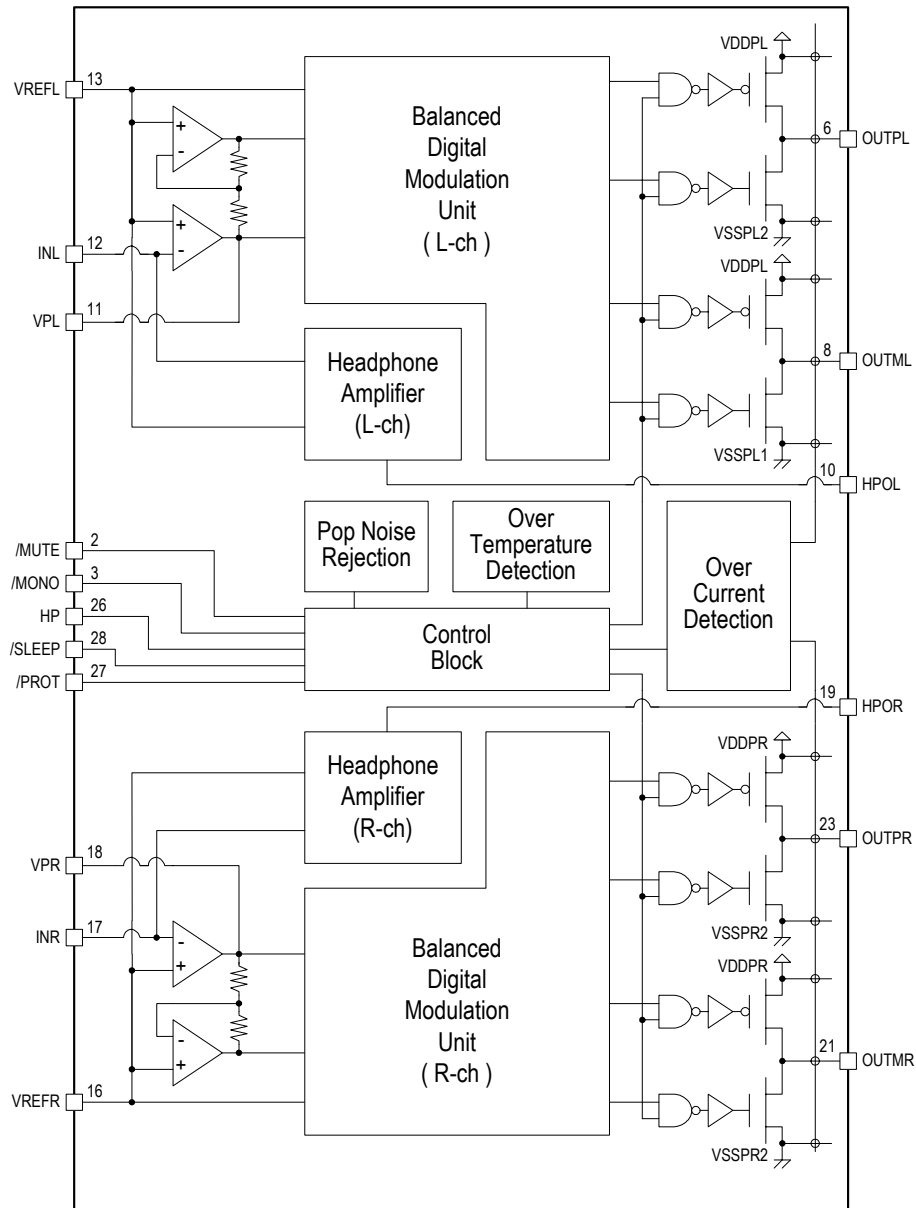 VREFL
13
INL
12
VPL
11
Balanced
Digital
Modulation
Unit
( L-ch )
Headphone
Amplifier
(L-ch)
VDDPL
6
OUTPL
VSSPL2
VDDPL
8
OUTML
VSSPL1
10
HPOL
/MUTE
2
/MONO
3
HP
26
/SLEEP
28
/PROT
27
Pop Noise
Rejection
Over
Temperature
Detection
Control
Block
Over
Current
Detection
19
HPOR
Headphone
Amplifier
(R-ch)
VPR
18
INR
17
VREFR
16
Balanced
Digital
Modulation
Unit
( R-ch )
VDDPR
23
OUTPR
VSSPR2
VDDPR
21
OUTMR
VSSPR2
+
-
+
-
-
+
-
+